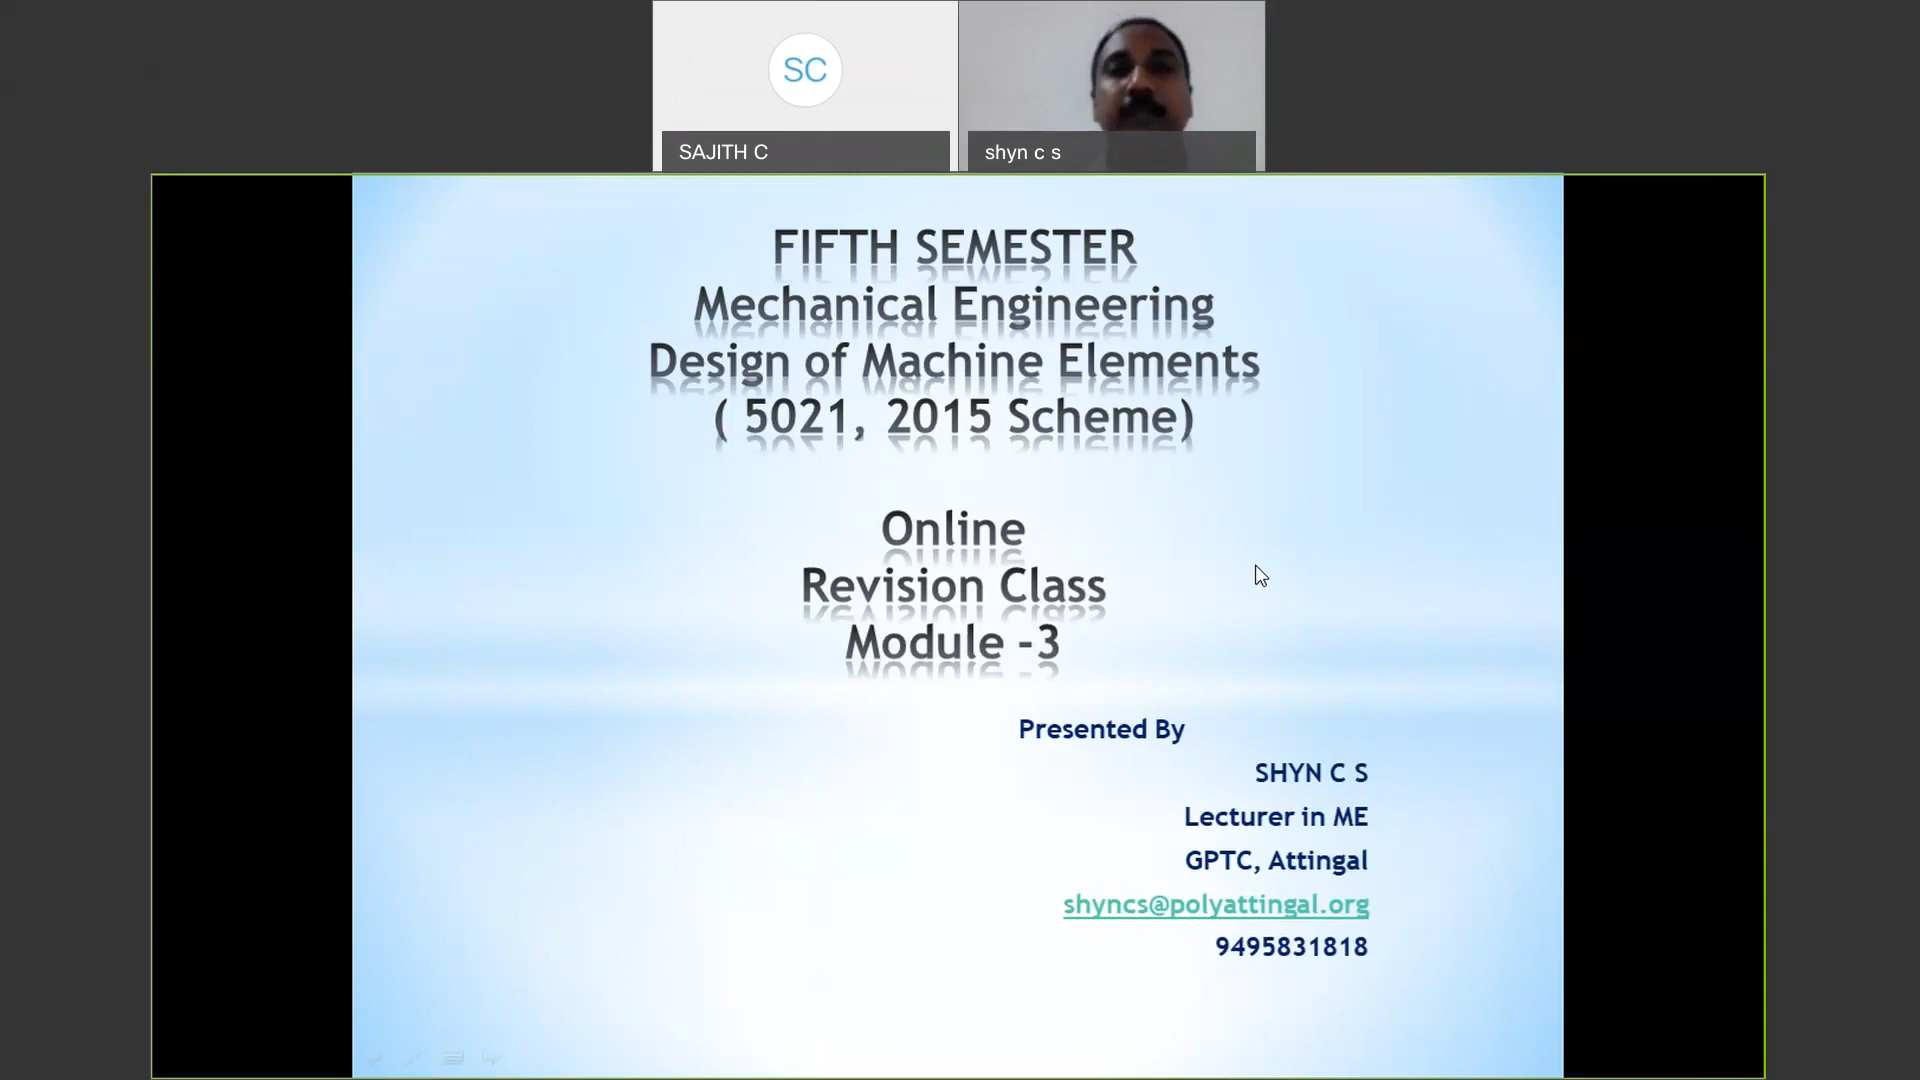 SC
SAJITH C
shyn c s
FIFTH SEMESTER
Mechanical Engineering
Design of Machine Elements
( 5021, 2015 Scheme)
Online
Revision Class
Module -3
Presented By
SHYN C S
Lecturer in ME
GPTC, Attingal
shyncs@polyattingal.org
9495831818